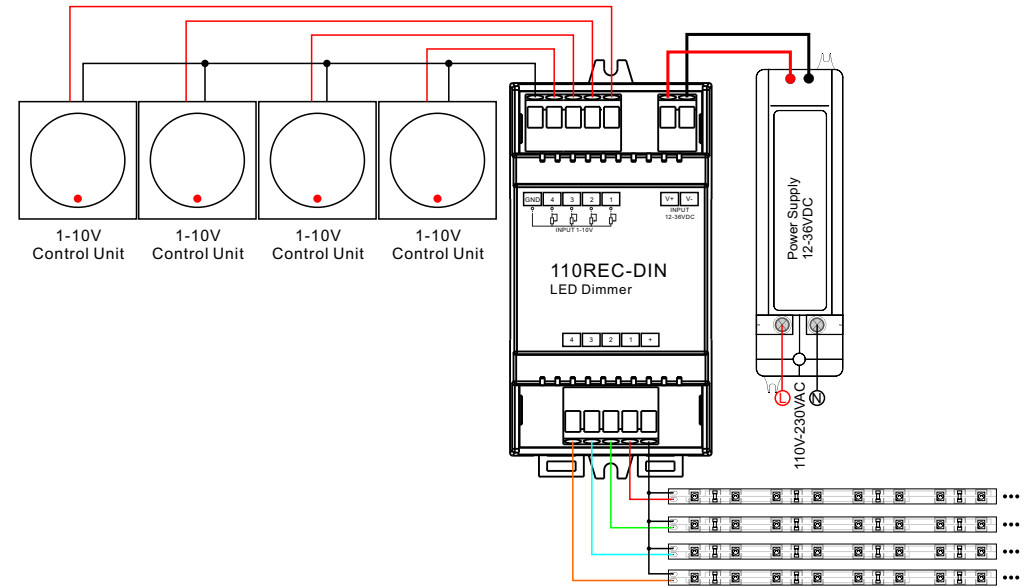 1-10V
Control Unit
1-10V
Control Unit
1-10V
Control Unit
1-10V
Control Unit
GND 4 3 2 1
INPUT 1-10V
V+ V-
INPUT
12-36VDC
110REC-DIN
LED Dimmer
4 3 2 1 +
Power Supply
12-36VDC
L
N
110V-230VAC